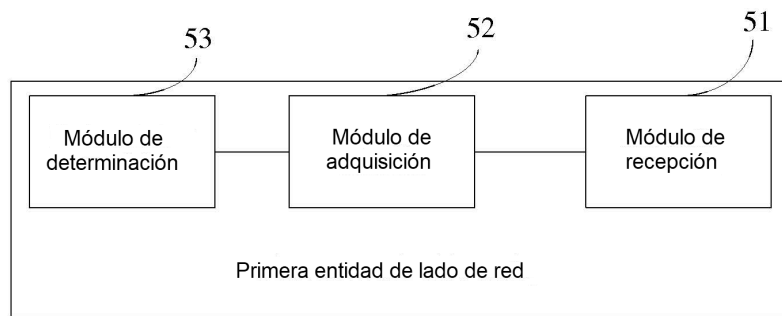 53
52
51
Módulo de
determinación
Módulo de
adquisición
Módulo de
recepción
Primera entidad de lado de red